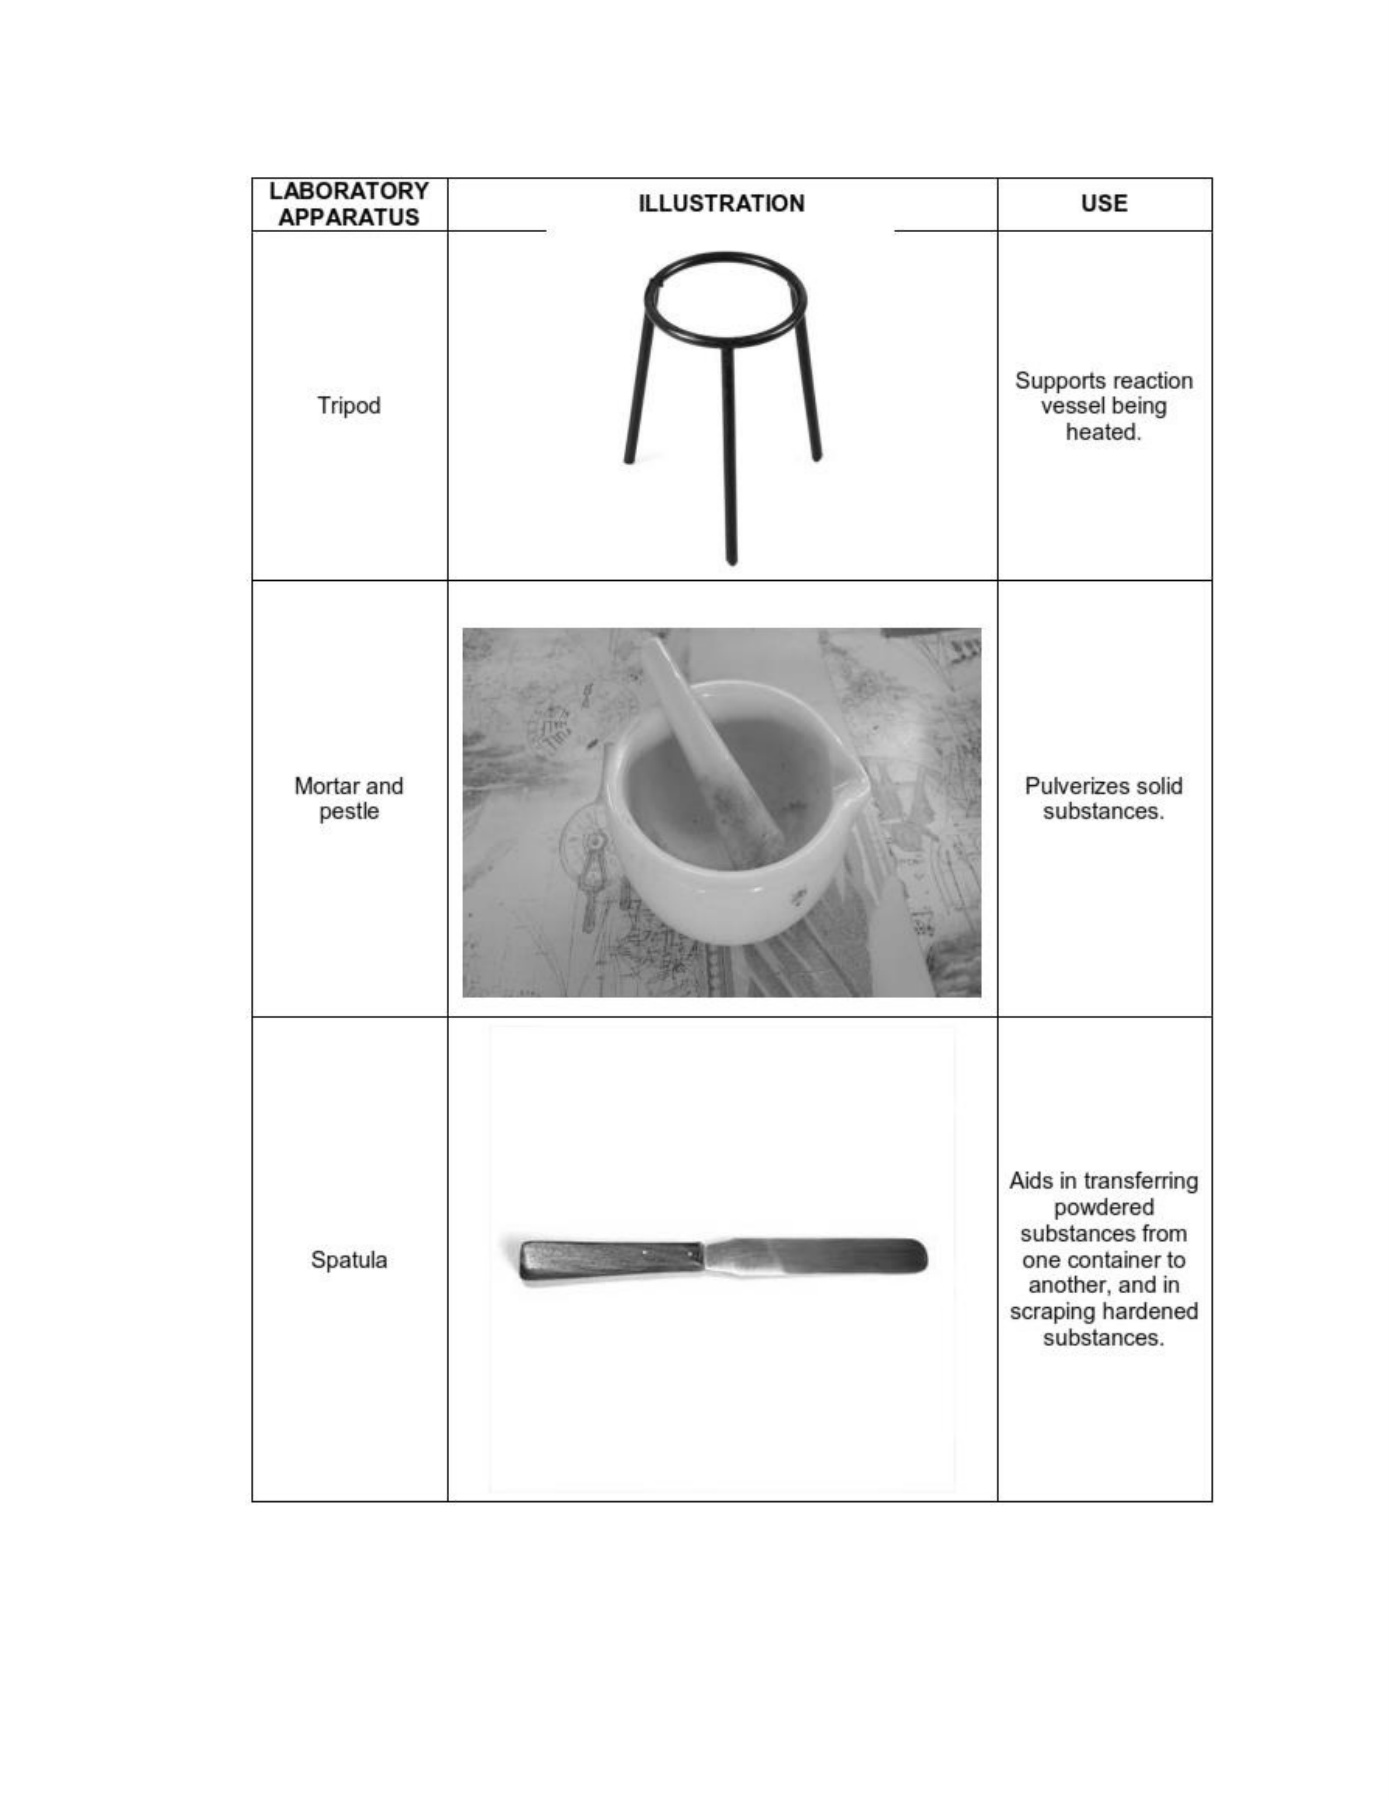 LABORATORY
APPARATUS
ILLUSTRATION
USE
Tripod
Supports reaction
vessel being
heated.
Mortar and
pestle
Pulverizes solid
substances.
Spatula
Aids in transferring
powdered
substances from
one container to
another, and in
scraping hardened
substances.